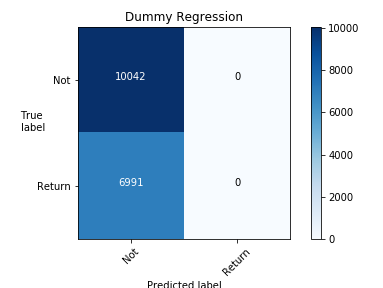 Dummy Regression
10000
8000
6000
4000
2000
0
Not
10042
0
True
label
Return
6991
0
Not
Return
Predicted label